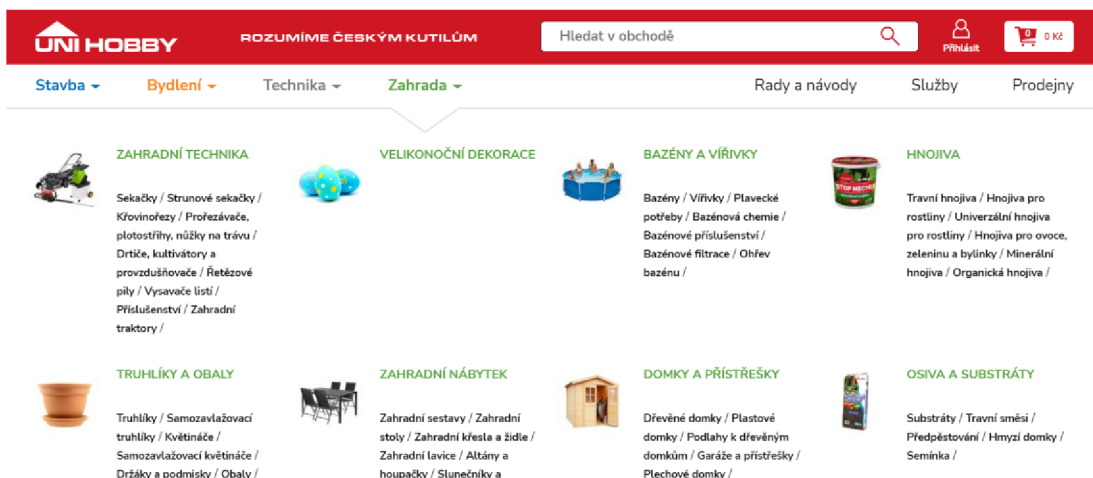 UNI HOBBY
ROZUMÍME ČESKÝM KUTILŮM
Hledat v obchodě
Přihlásit
0
0 Kč
Stavba
Bydlení
Technika
Zahrada
Rady a návody
Služby
Prodejny
ZAHRADNÍ TECHNIKA
Sekačky / Strunové sekačky /
Křovinořezy / Prořezávače,
plotostřihy, nůžky na trávu /
Drtiče, kultivátory a
provzdušňovače / Řetězové
pily / Vysavače listí /
Příslušenství / Zahradní
traktory /
VELIKONOČNÍ DEKORACE
BAZÉNY A VÍŘIVKY
Bazény / Vířivky / Plavecké
potřeby / Bazénová chemie /
Bazénové příslušenství /
Bazénové filtrace / Ohřev
bazénu /
STOP MECHU
HNOJIVA
Travní hnojiva / Hnojiva pro
rostliny / Univerzální hnojiva
pro rostliny / Hnojiva pro ovoce,
zeleninu a bylinky / Minerální
hnojiva / Organická hnojiva /
TRUHLÍKY A OBALY
Truhlíky / Samozavlažovací
truhlíky / Květináče /
Samozavlažovací květináče /
Držáky a podmisky / Obaly /
ZAHRADNÍ NÁBYTEK
Zahradní sestavy / Zahradní
stoly / Zahradní křesla a židle /
Zahradní lavice / Altány a
houpačky / Slunečníky a
DOMKY A PŘÍSTŘEŠKY
Dřevěné domky / Plastové
domky / Podlahy k dřevěným
domkům / Garáže a přístřešky /
Plechové domky /
OSIVA A SUBSTRÁTY
Substráty / Travní směsi /
Předpěstování / Hmyzí domky /
Semínka /